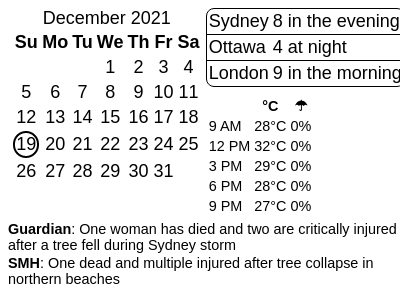 December 2021
Su Mo Tu We Th Fr Sa
1 2 3 4
5 6 7 8 9 10 11
12 13 14 15 16 17 18
19 20 21 22 23 24 25
26 27 28 29 30 31
Sydney 8 in the evening
Ottawa 4 at night
London 9 in the morning
°C ☂
9 AM 28°C 0%
12 PM 32°C 0%
3 PM 29°C 0%
6 PM 28°C 0%
9 PM 27°C 0%
Guardian: One woman has died and two are critically injured
after a tree fell during Sydney storm
SMH: One dead and multiple injured after tree collapse in
northern beaches